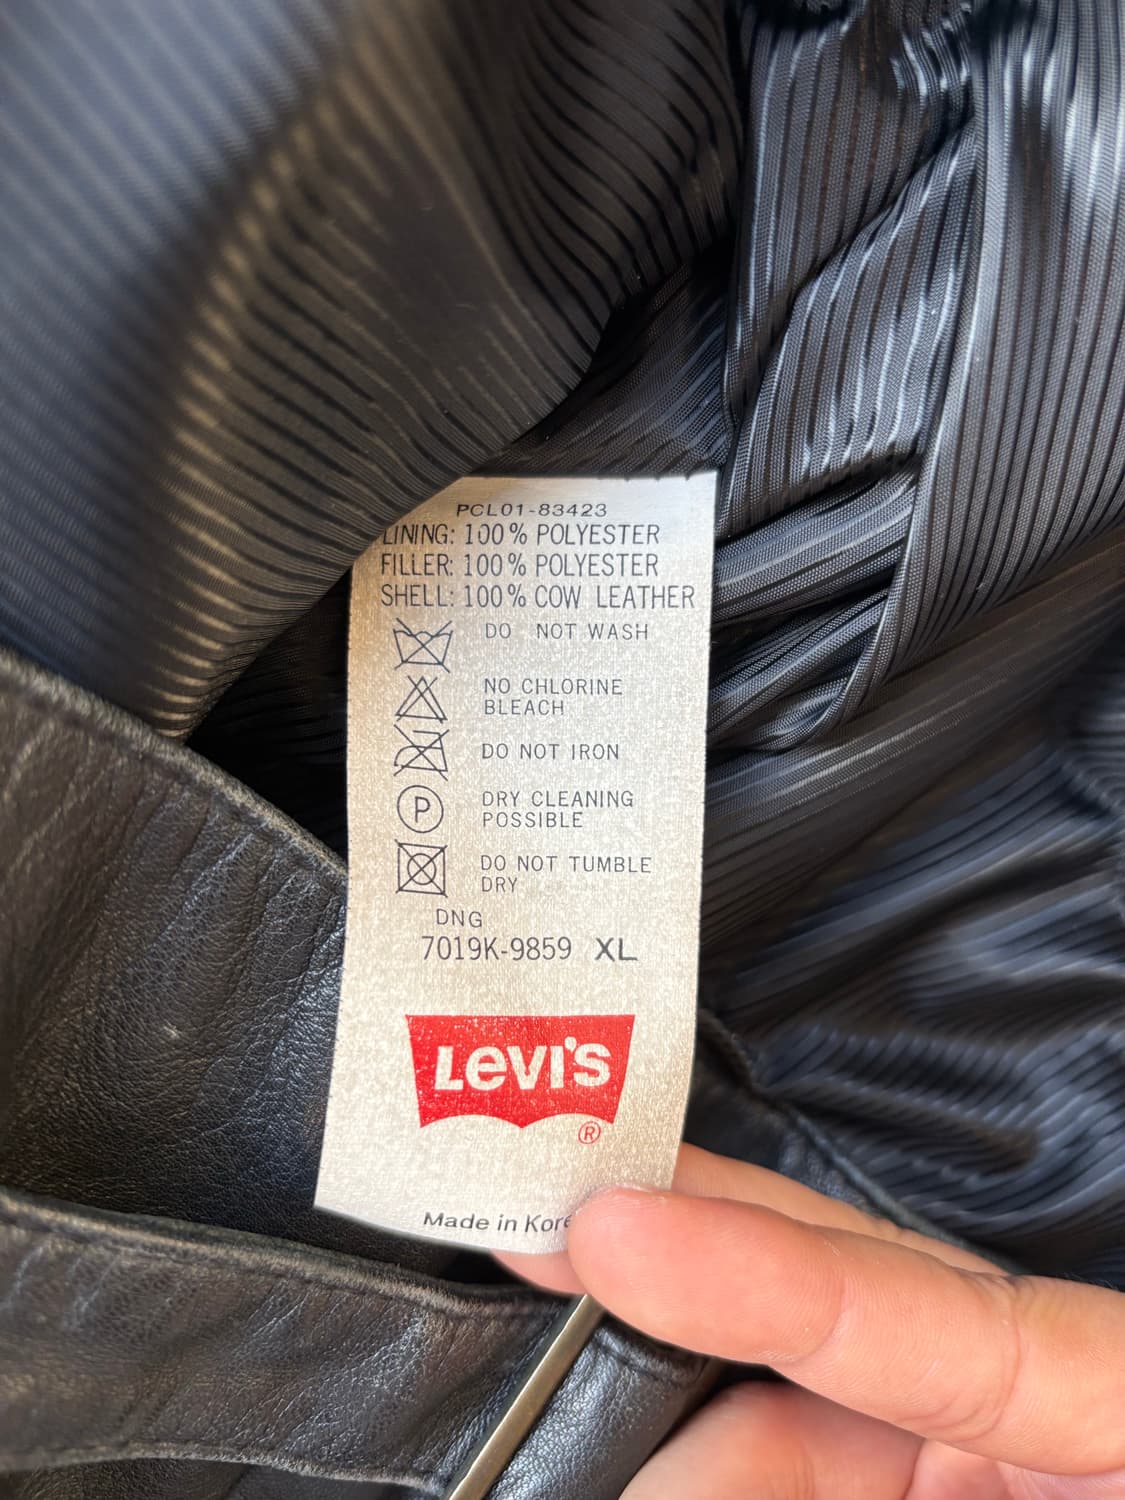 PCL01-83423
LINING: 100% POLYESTER
FILLER: 100% POLYESTER
SHELL: 100% COW LEATHER
DO NOT WASH
NO CHLORINE
BLEACH
DO NOT IRON
P
DRY CLEANING
POSSIBLE
DO NOT TUMBLE
DRY
DNG
7019K-9859 XL
LEVI'S
®
Made in Kore